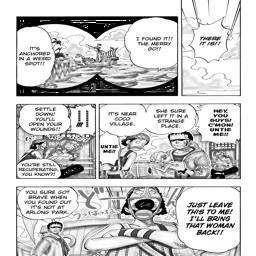 THERE
IT IS!!
I FOUND IT!!
THE MERRY
GO!!
IT'S
ANCHORED
IN A WEIRD
SPOT!!
HEY,
YOU
GUYS!
C'MON!
UNTIE
ME!!
SHE SURE
LEFT IT IN A
STRANGE
PLACE.
IT'S NEAR
COCO
VILLAGE.
UNTIE
ME!!
SETTLE
DOWN!
YOU'LL
OPEN YOUR
WOUNDS!!
YOU'RE STILL
RECUPERATING
YOU KNOW!!
JUST LEAVE
THIS TO ME!
I'LL BRING
THAT WOMAN
BACK!!
YOU SURE GOT
BRAVE WHEN
YOU FOUND OUT
IT'S NOT AT
ARLONG PARK.